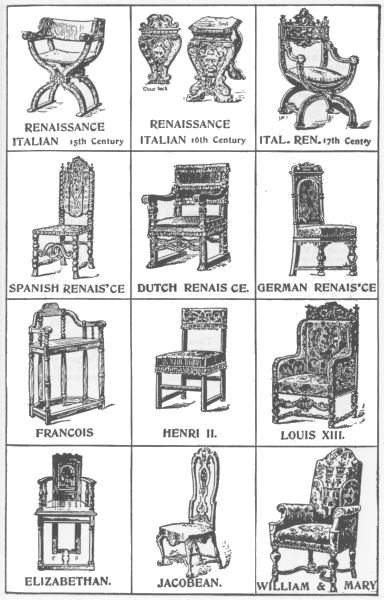 Seat
Chair back
RENAISSANCE
ITALIAN 15th Century
RENAISSANCE
ITALIAN 16th Century
ITAL. REN. 17th Centey
SPANISH RENAIS'CE
DUTCH RENAIS CE.
GERMAN RENAIS'CE
FRANCOIS
HENRI II.
LOUIS XIII.
ELIZABETHAN.
JACOBEAN.
WILLIAM & MARY